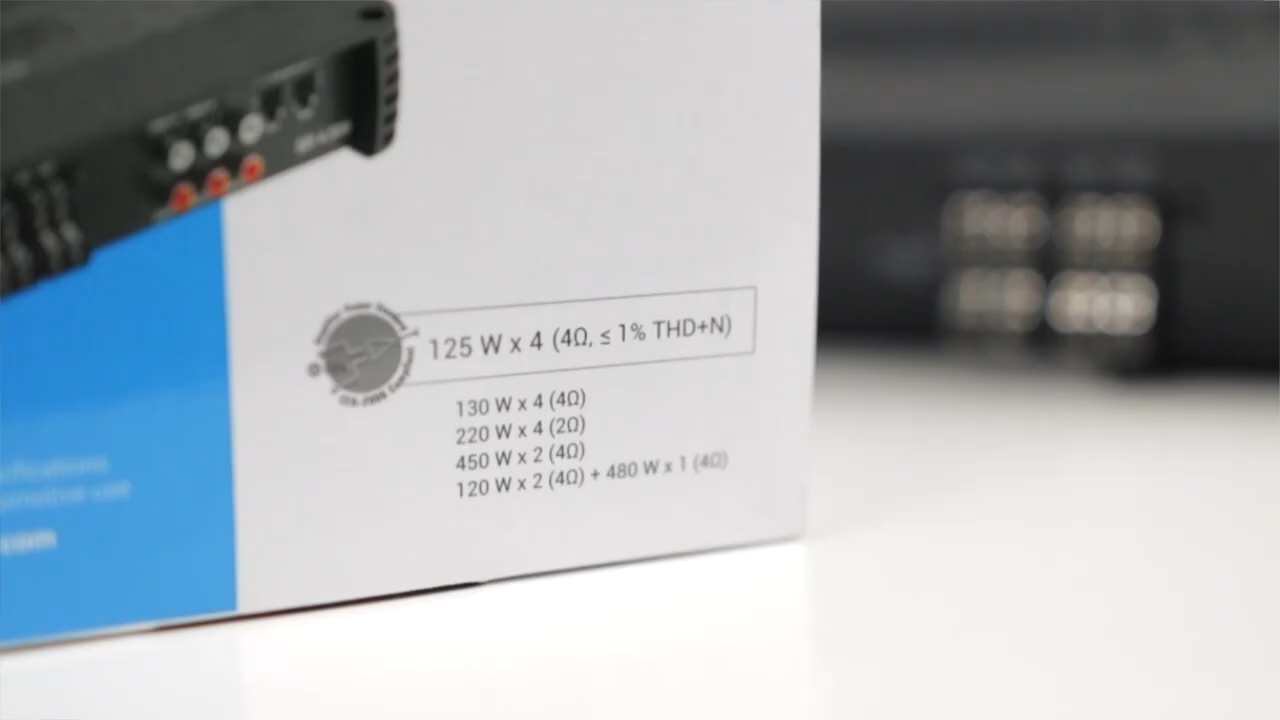 125 W x 4 (4Ω, ≤ 1% THD+N)
130 W x 4 (4Ω)
220 W x 4 (2Ω)
450 W x 2 (4Ω)
120 W x 2 (4Ω) + 480 W x 1 (4Ω)